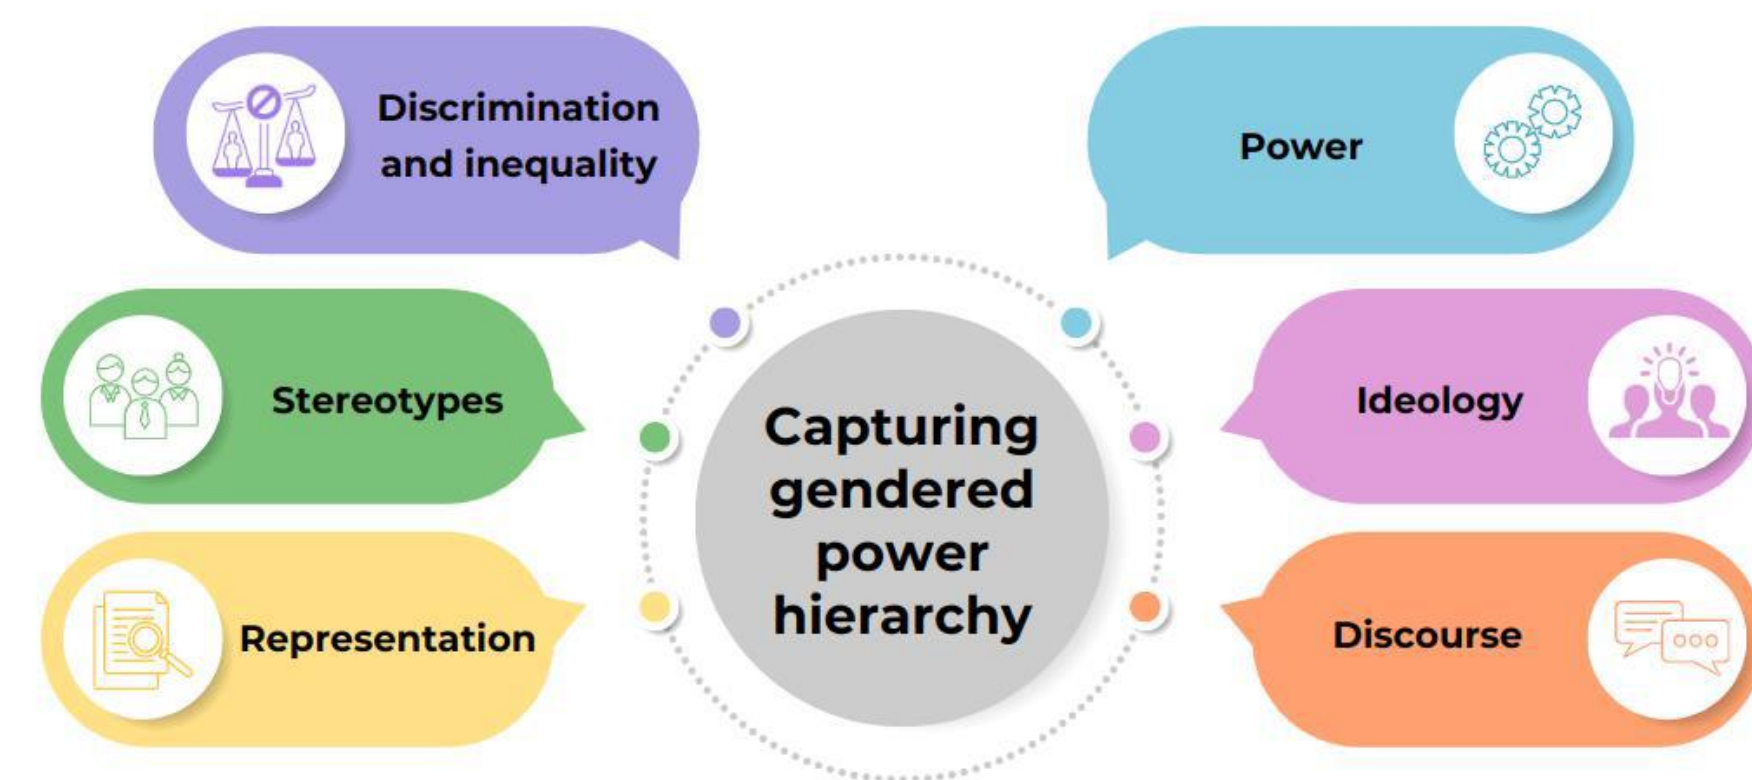 Discrimination
and inequality
Power
Stereotypes
Ideology
Capturing
gendered
power
hierarchy
Representation
Discourse